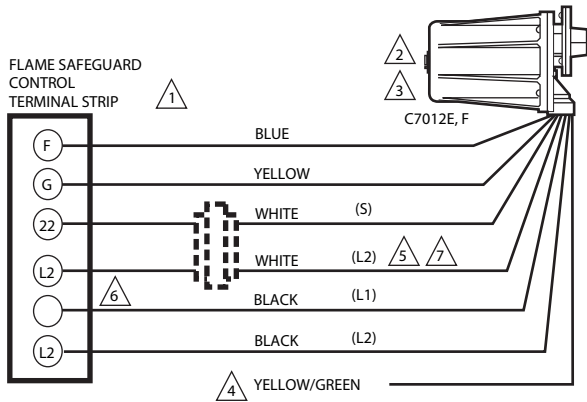 FLAME SAFEGUARD
CONTROL
TERMINAL STRIP
1
2
3
C7012E, F
F
BLUE
G
YELLOW
22
WHITE (S)
L2
WHITE (L2) 5 7
6
BLACK (L1)
L2
BLACK (L2)
4 YELLOW/GREEN